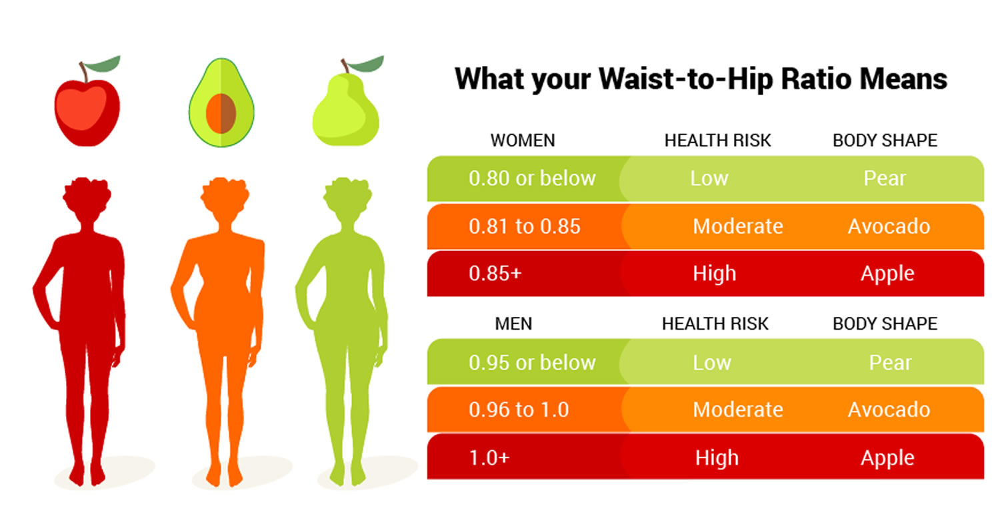 What your Waist-to-Hip Ratio Means
WOMEN HEALTH RISK BODY SHAPE
0.80 or below Low Pear
0.81 to 0.85 Moderate Avocado
0.85+ High Apple
MEN HEALTH RISK BODY SHAPE
0.95 or below Low Pear
0.96 to 1.0 Moderate Avocado
1.0+ High Apple